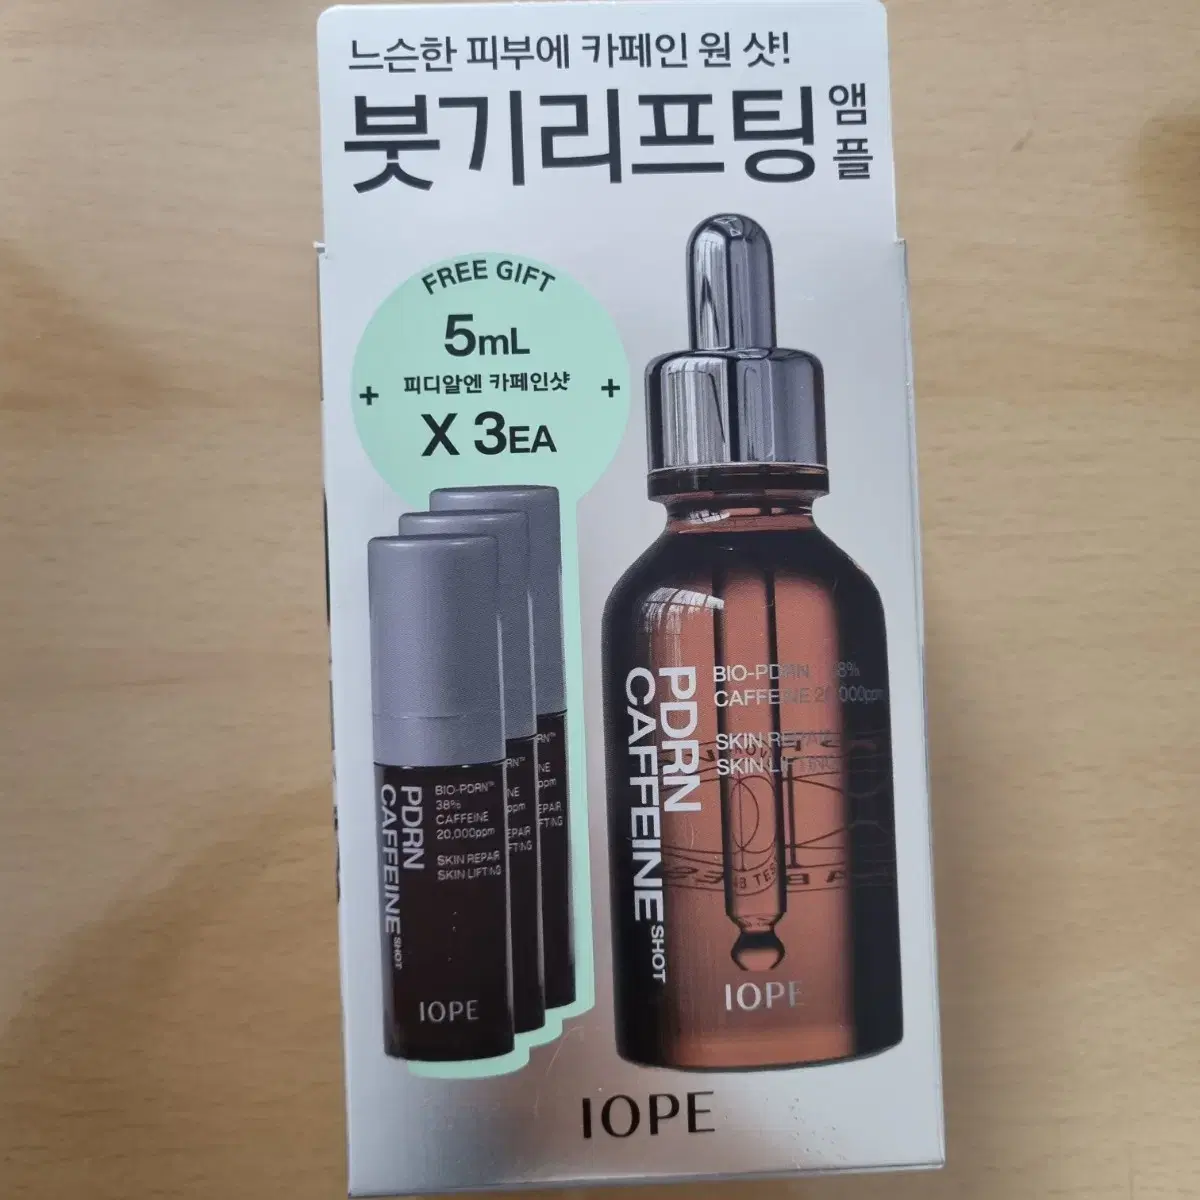 느슨한 피부에 카페인 원 샷!
붓기리프팅 앰플
FREE GIFT
5mL
+ 피디알엔 카페인샷 +
X 3EA
BIO-PDRN™
38%
CAFFEINE
20,000ppm
SKIN REPAIR
SKIN LIFTING
PDRN
CAFFEINE SHOT
IOPE
BIO-PDRN 38%
CAFFEINE 20,000ppm
SKIN REPAIR
SKIN LIFTING
PDRN
CAFFEINE SHOT
IOPE
IOPE